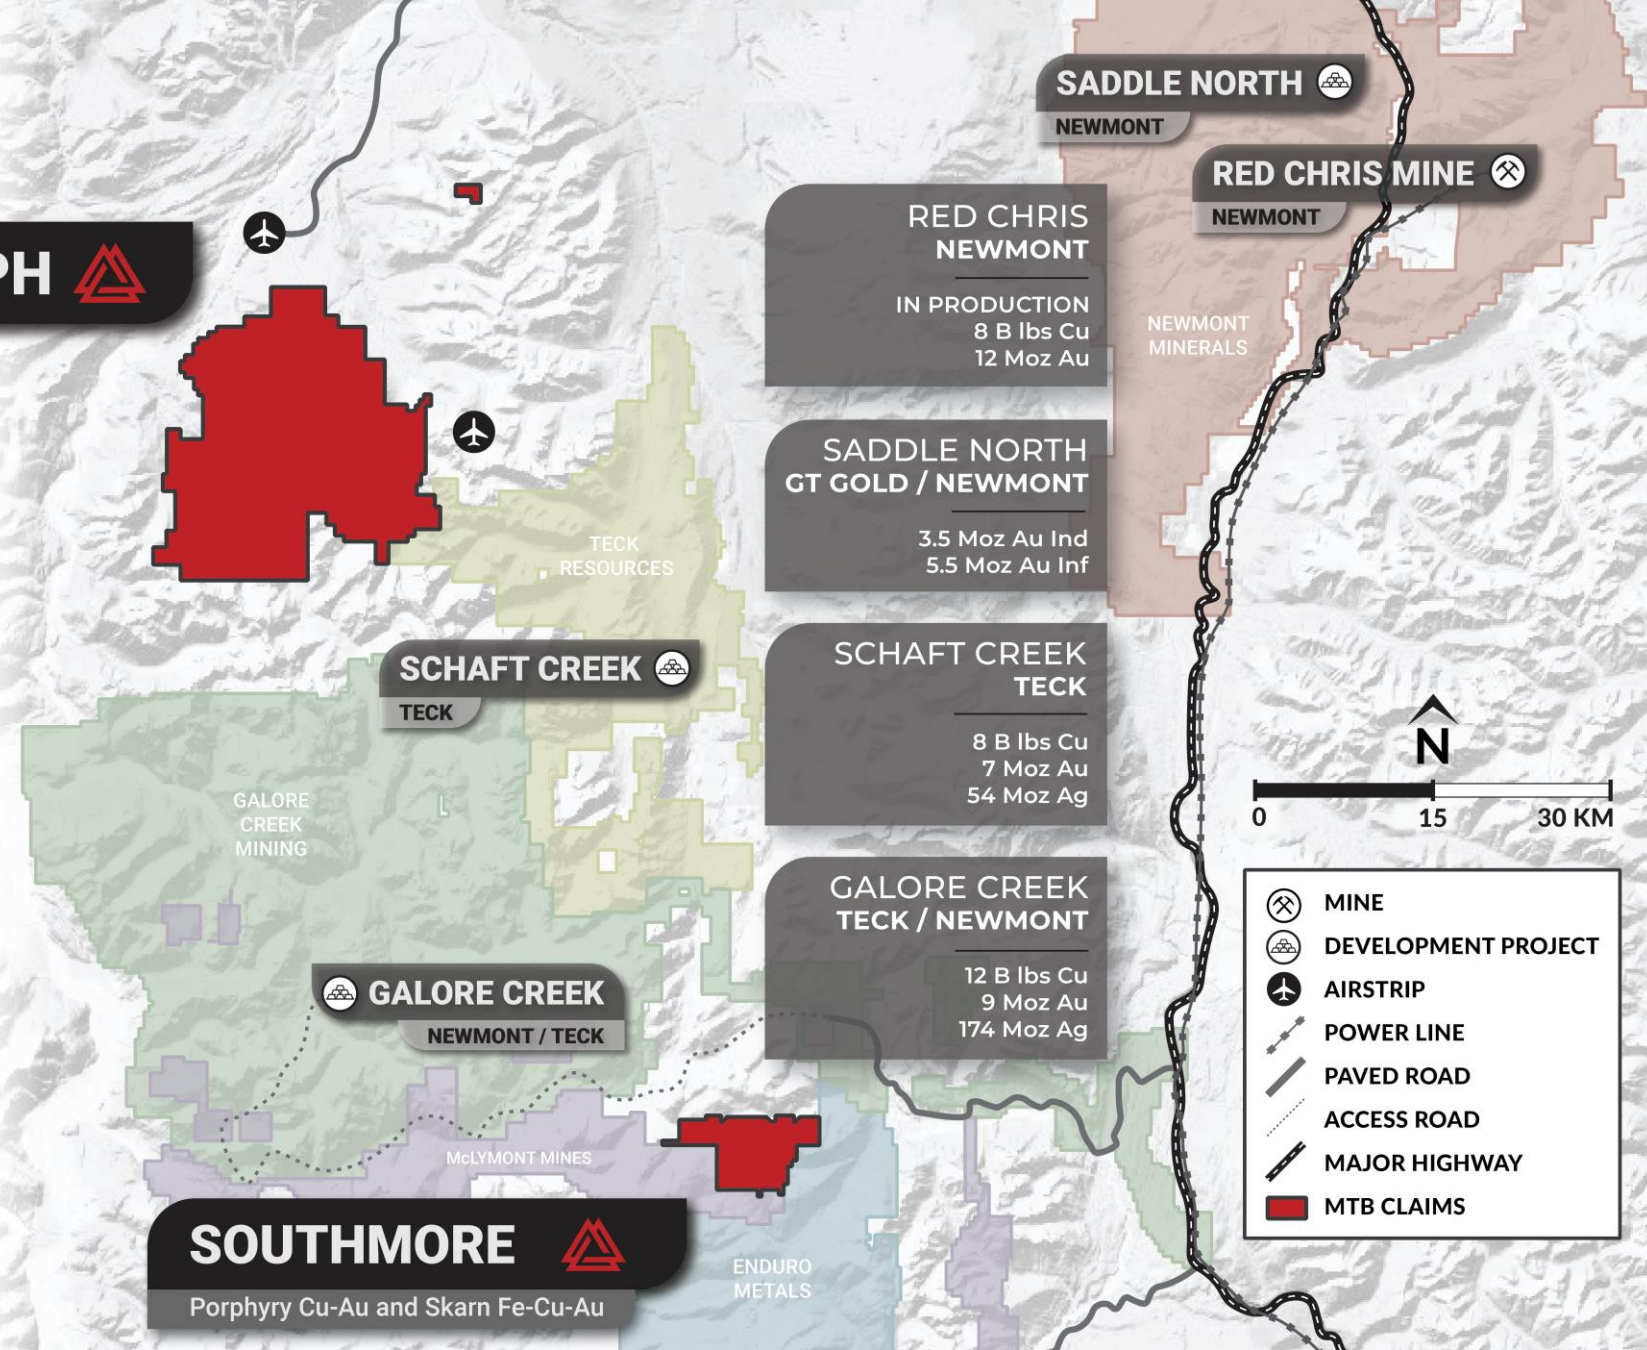 SADDLE NORTH
NEWMONT
RED CHRIS MINE
NEWMONT
PH
RED CHRIS
NEWMONT
IN PRODUCTION
8 B lbs Cu
12 Moz Au
NEWMONT
MINERALS
SADDLE NORTH
GT GOLD / NEWMONT
3.5 Moz Au Ind
5.5 Moz Au Inf
TECK
RESOURCES
SCHAFT CREEK
TECK
SCHAFT CREEK
TECK
8 B lbs Cu
7 Moz Au
54 Moz Ag
N
0 15 30 KM
GALORE
CREEK
MINING
GALORE CREEK
TECK / NEWMONT
12 B lbs Cu
9 Moz Au
174 Moz Ag
GALORE CREEK
NEWMONT / TECK
MINE
DEVELOPMENT PROJECT
AIRSTRIP
POWER LINE
PAVED ROAD
ACCESS ROAD
MAJOR HIGHWAY
MTB CLAIMS
McLYMONT MINES
SOUTHMORE
Porphyry Cu-Au and Skarn Fe-Cu-Au
ENDURO
METALS